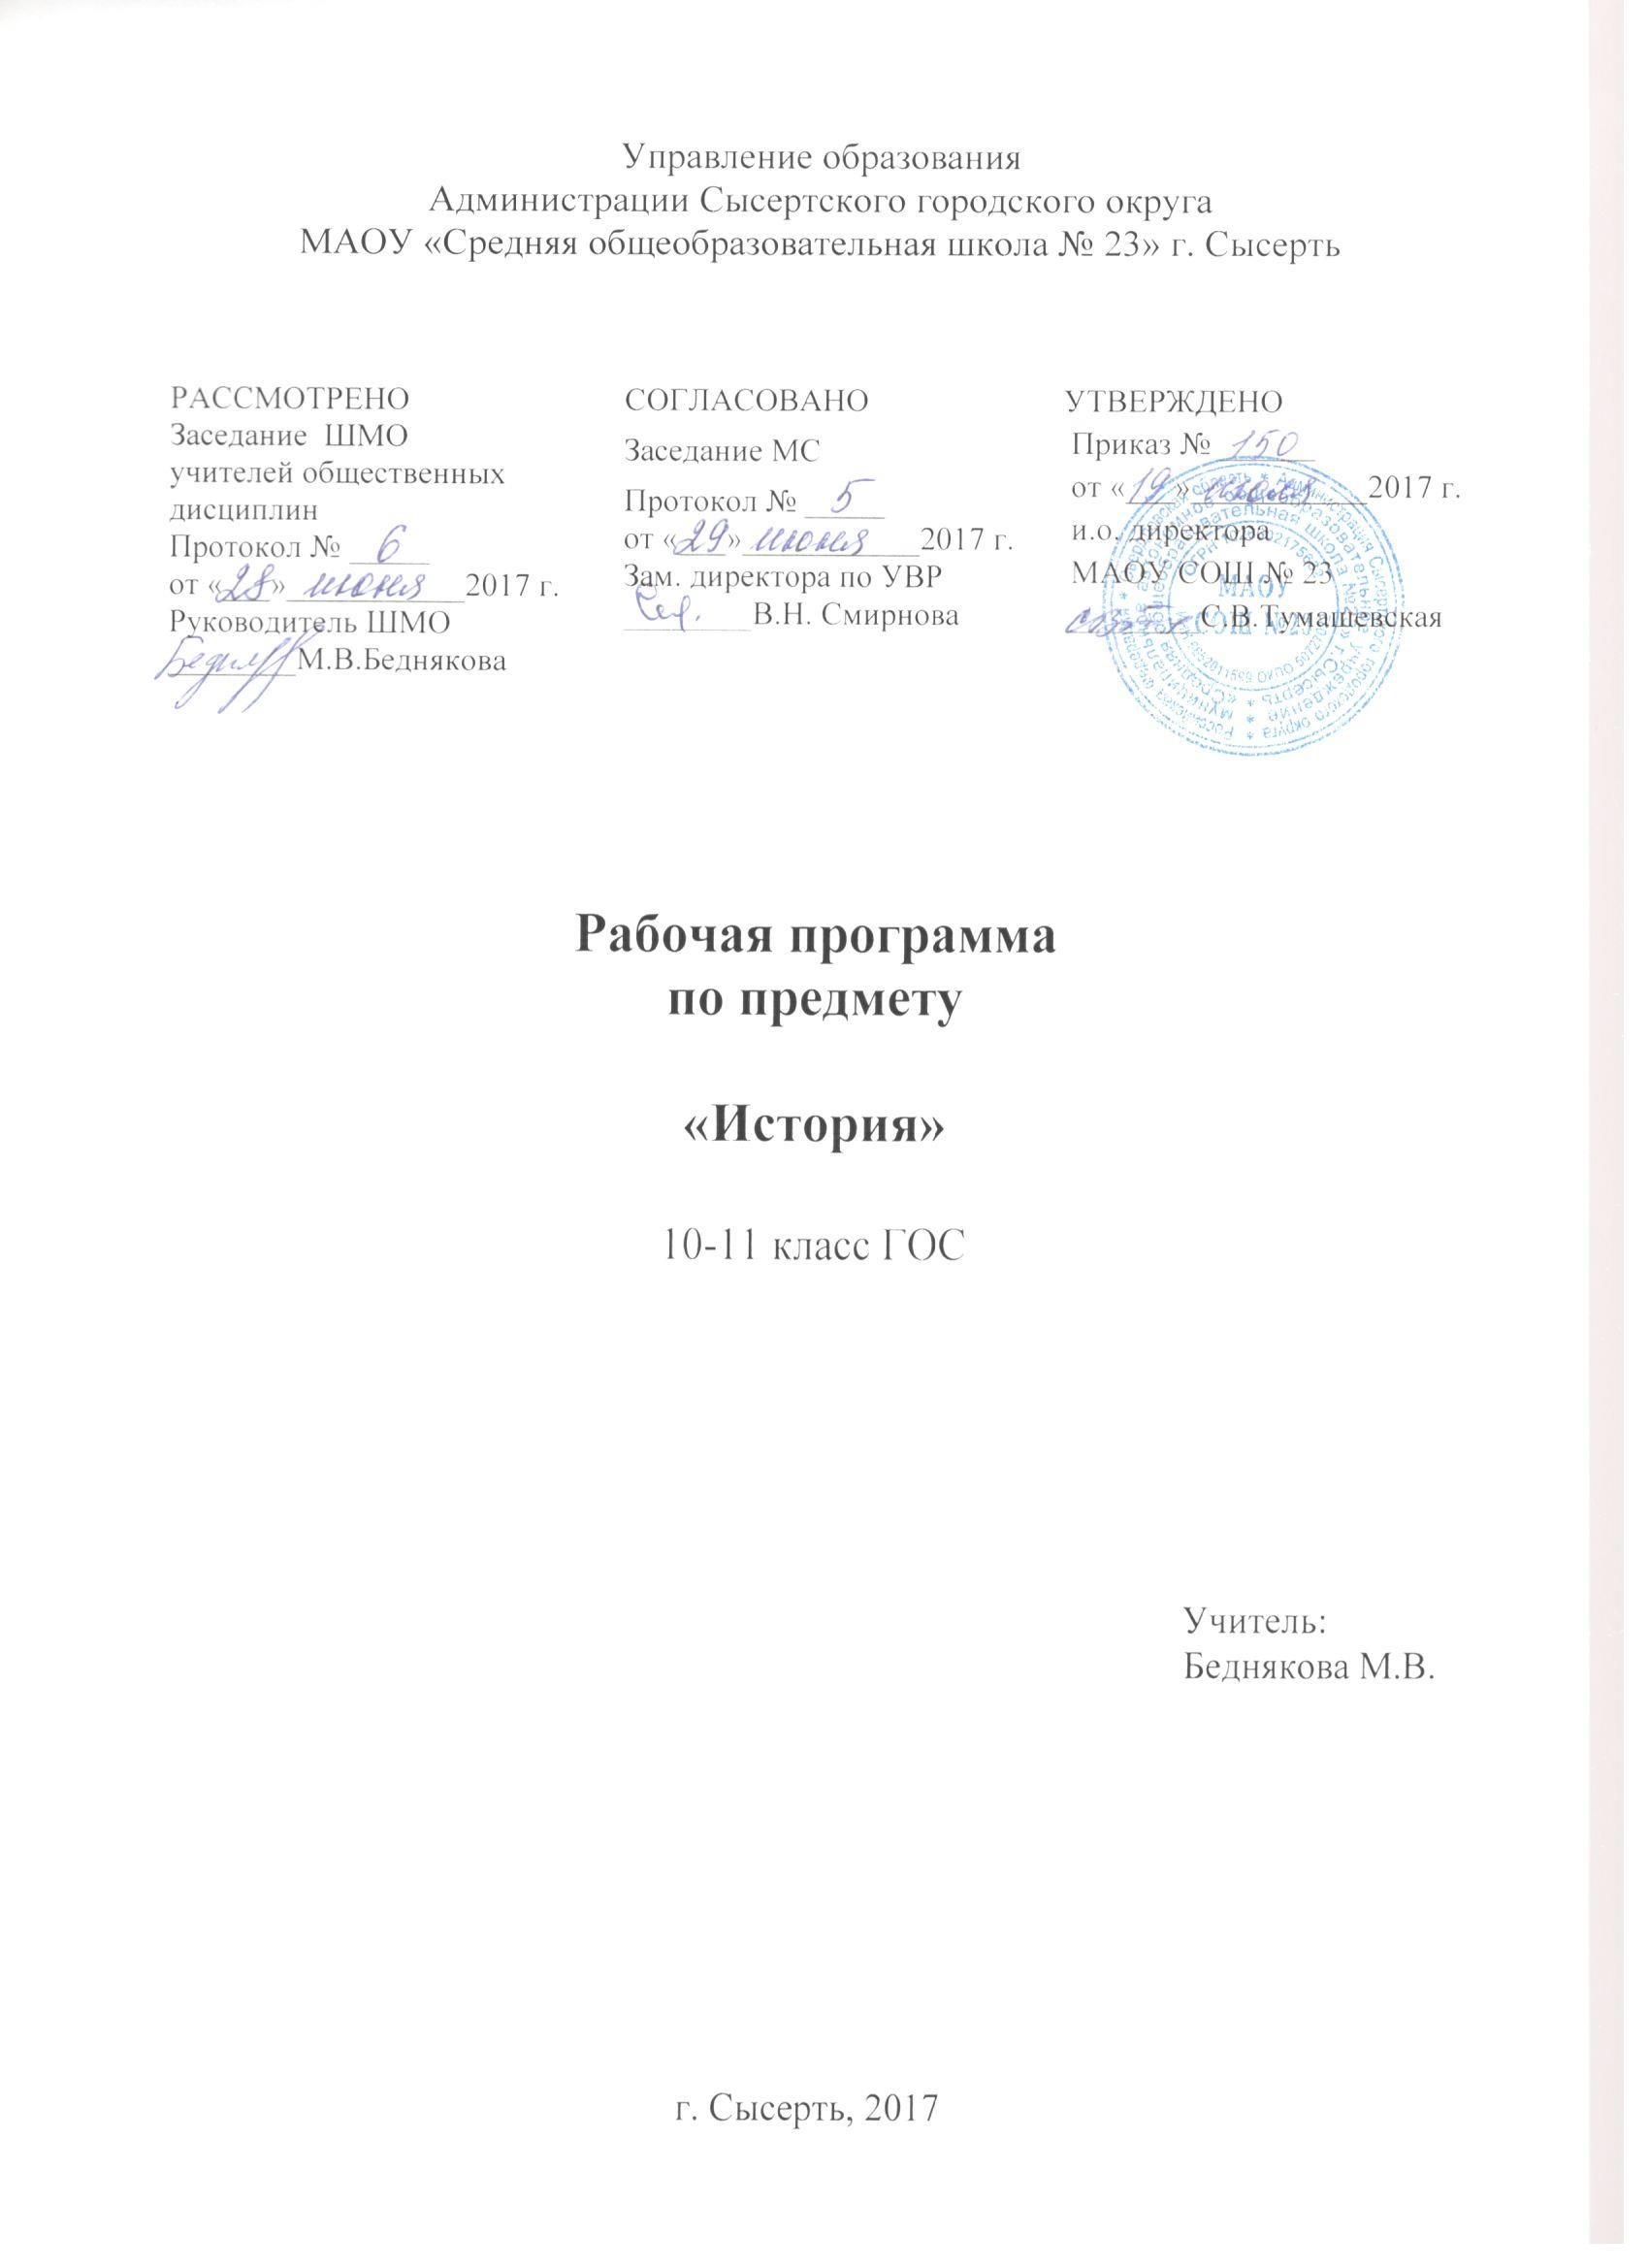 Управление образования
Администрации Сысертского городского округа
МАОУ «Средняя общеобразовательная школа № 23» г. Сысерть
РАССМОТРЕНО
Заседание ШМО
учителей общественных
дисциплин
Протокол № 6
от «28» июня 2017 г.
Руководитель ШМО
М.В.Беднякова
СОГЛАСОВАНО
Заседание МС
Протокол № 5
от «29» июня 2017 г.
Зам. директора по УВР
В.Н. Смирнова
УТВЕРЖДЕНО
Приказ № 150
от «19» 2017 г.
и.о. директора
МАОУ СОШ № 23
С.В.Тумашевская
МАОУ
СОШ №23
Рабочая программа
по предмету
«История»
10-11 класс ГОС
Учитель:
Беднякова М.В.
г. Сысерть, 2017